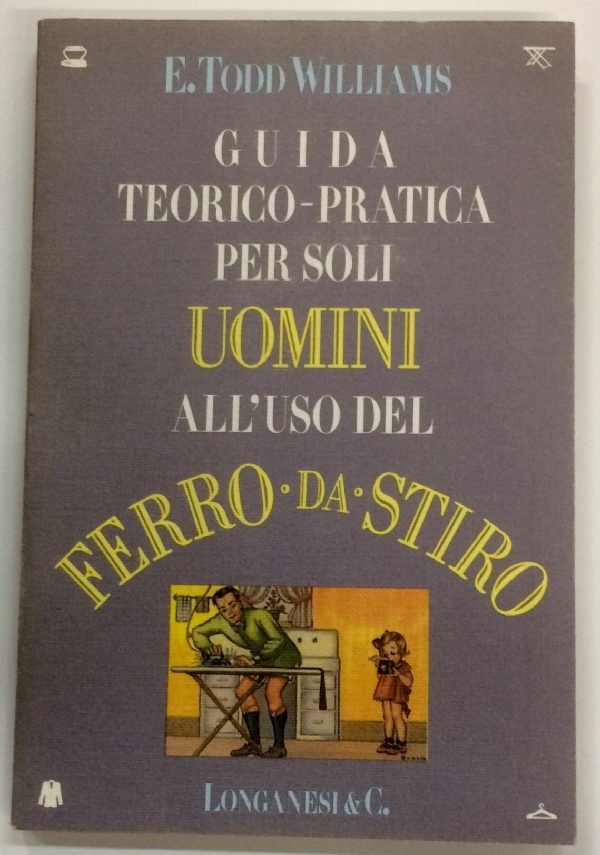 E. TODD WILLIAMS
GUIDA
TEORICO-PRATICA
PER SOLI
UOMINI
ALL'USO DEL
FERRO·DA·STIRO
LONGANESI & C.